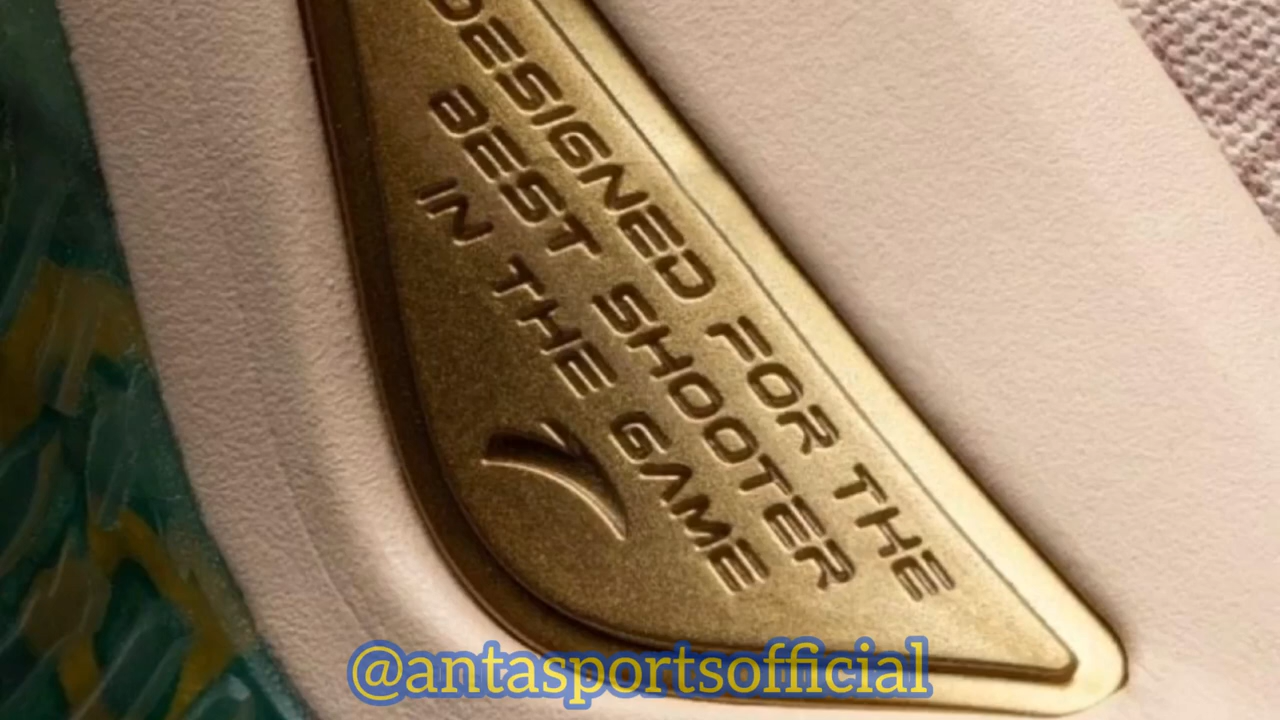 DESIGNED FOR THE
BEST SHOOTER
IN THE GAME
@antasportsofficial